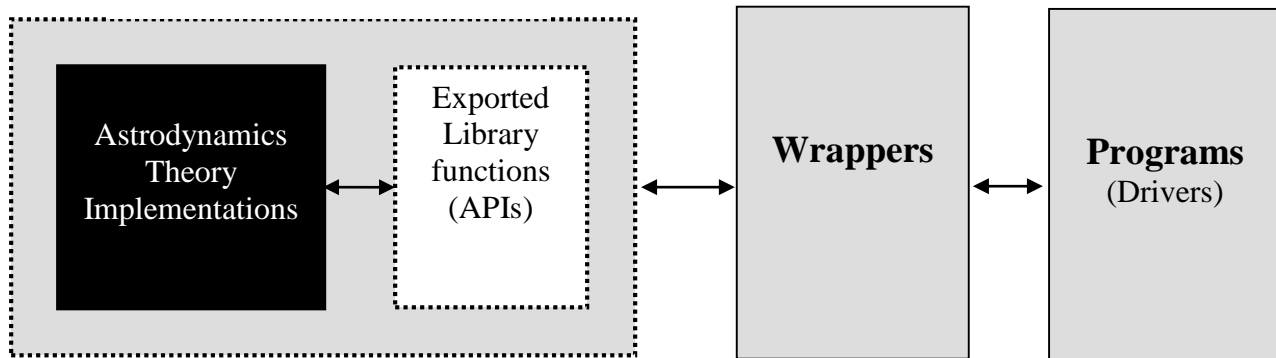 Astrodynamics
Theory
Implementations
Exported
Library
functions
(APIs)
Wrappers
Programs
(Drivers)